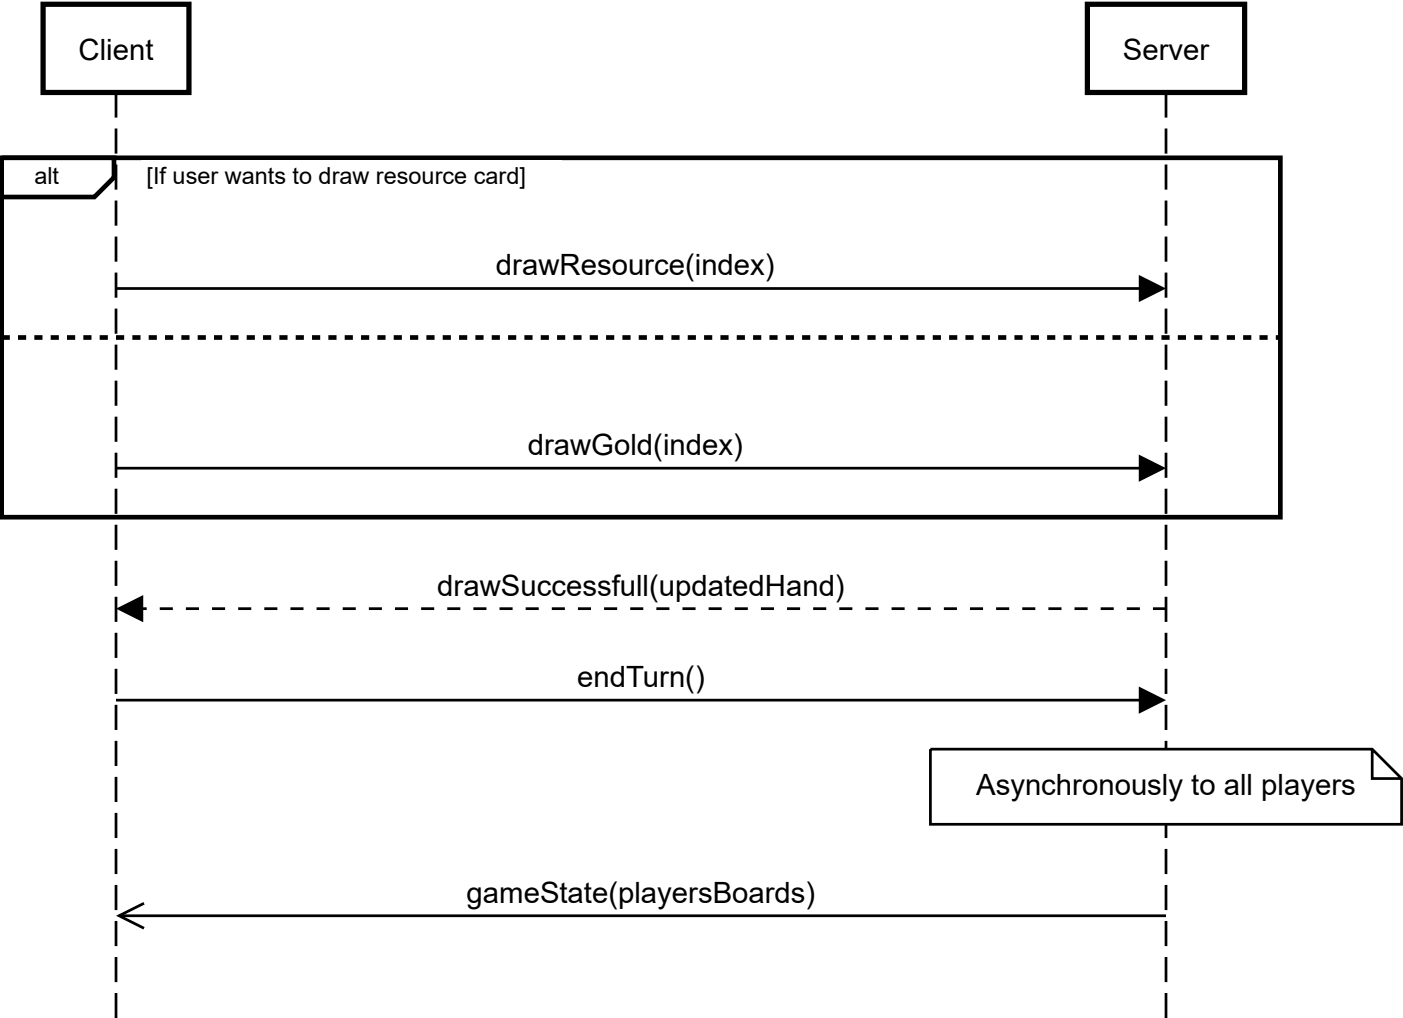 Client
Server
alt
[If user wants to draw resource card]
drawResource(index)
drawGold(index)
drawSuccessfull(updatedHand)
endTurn()
Asynchronously to all players
gameState(playersBoards)